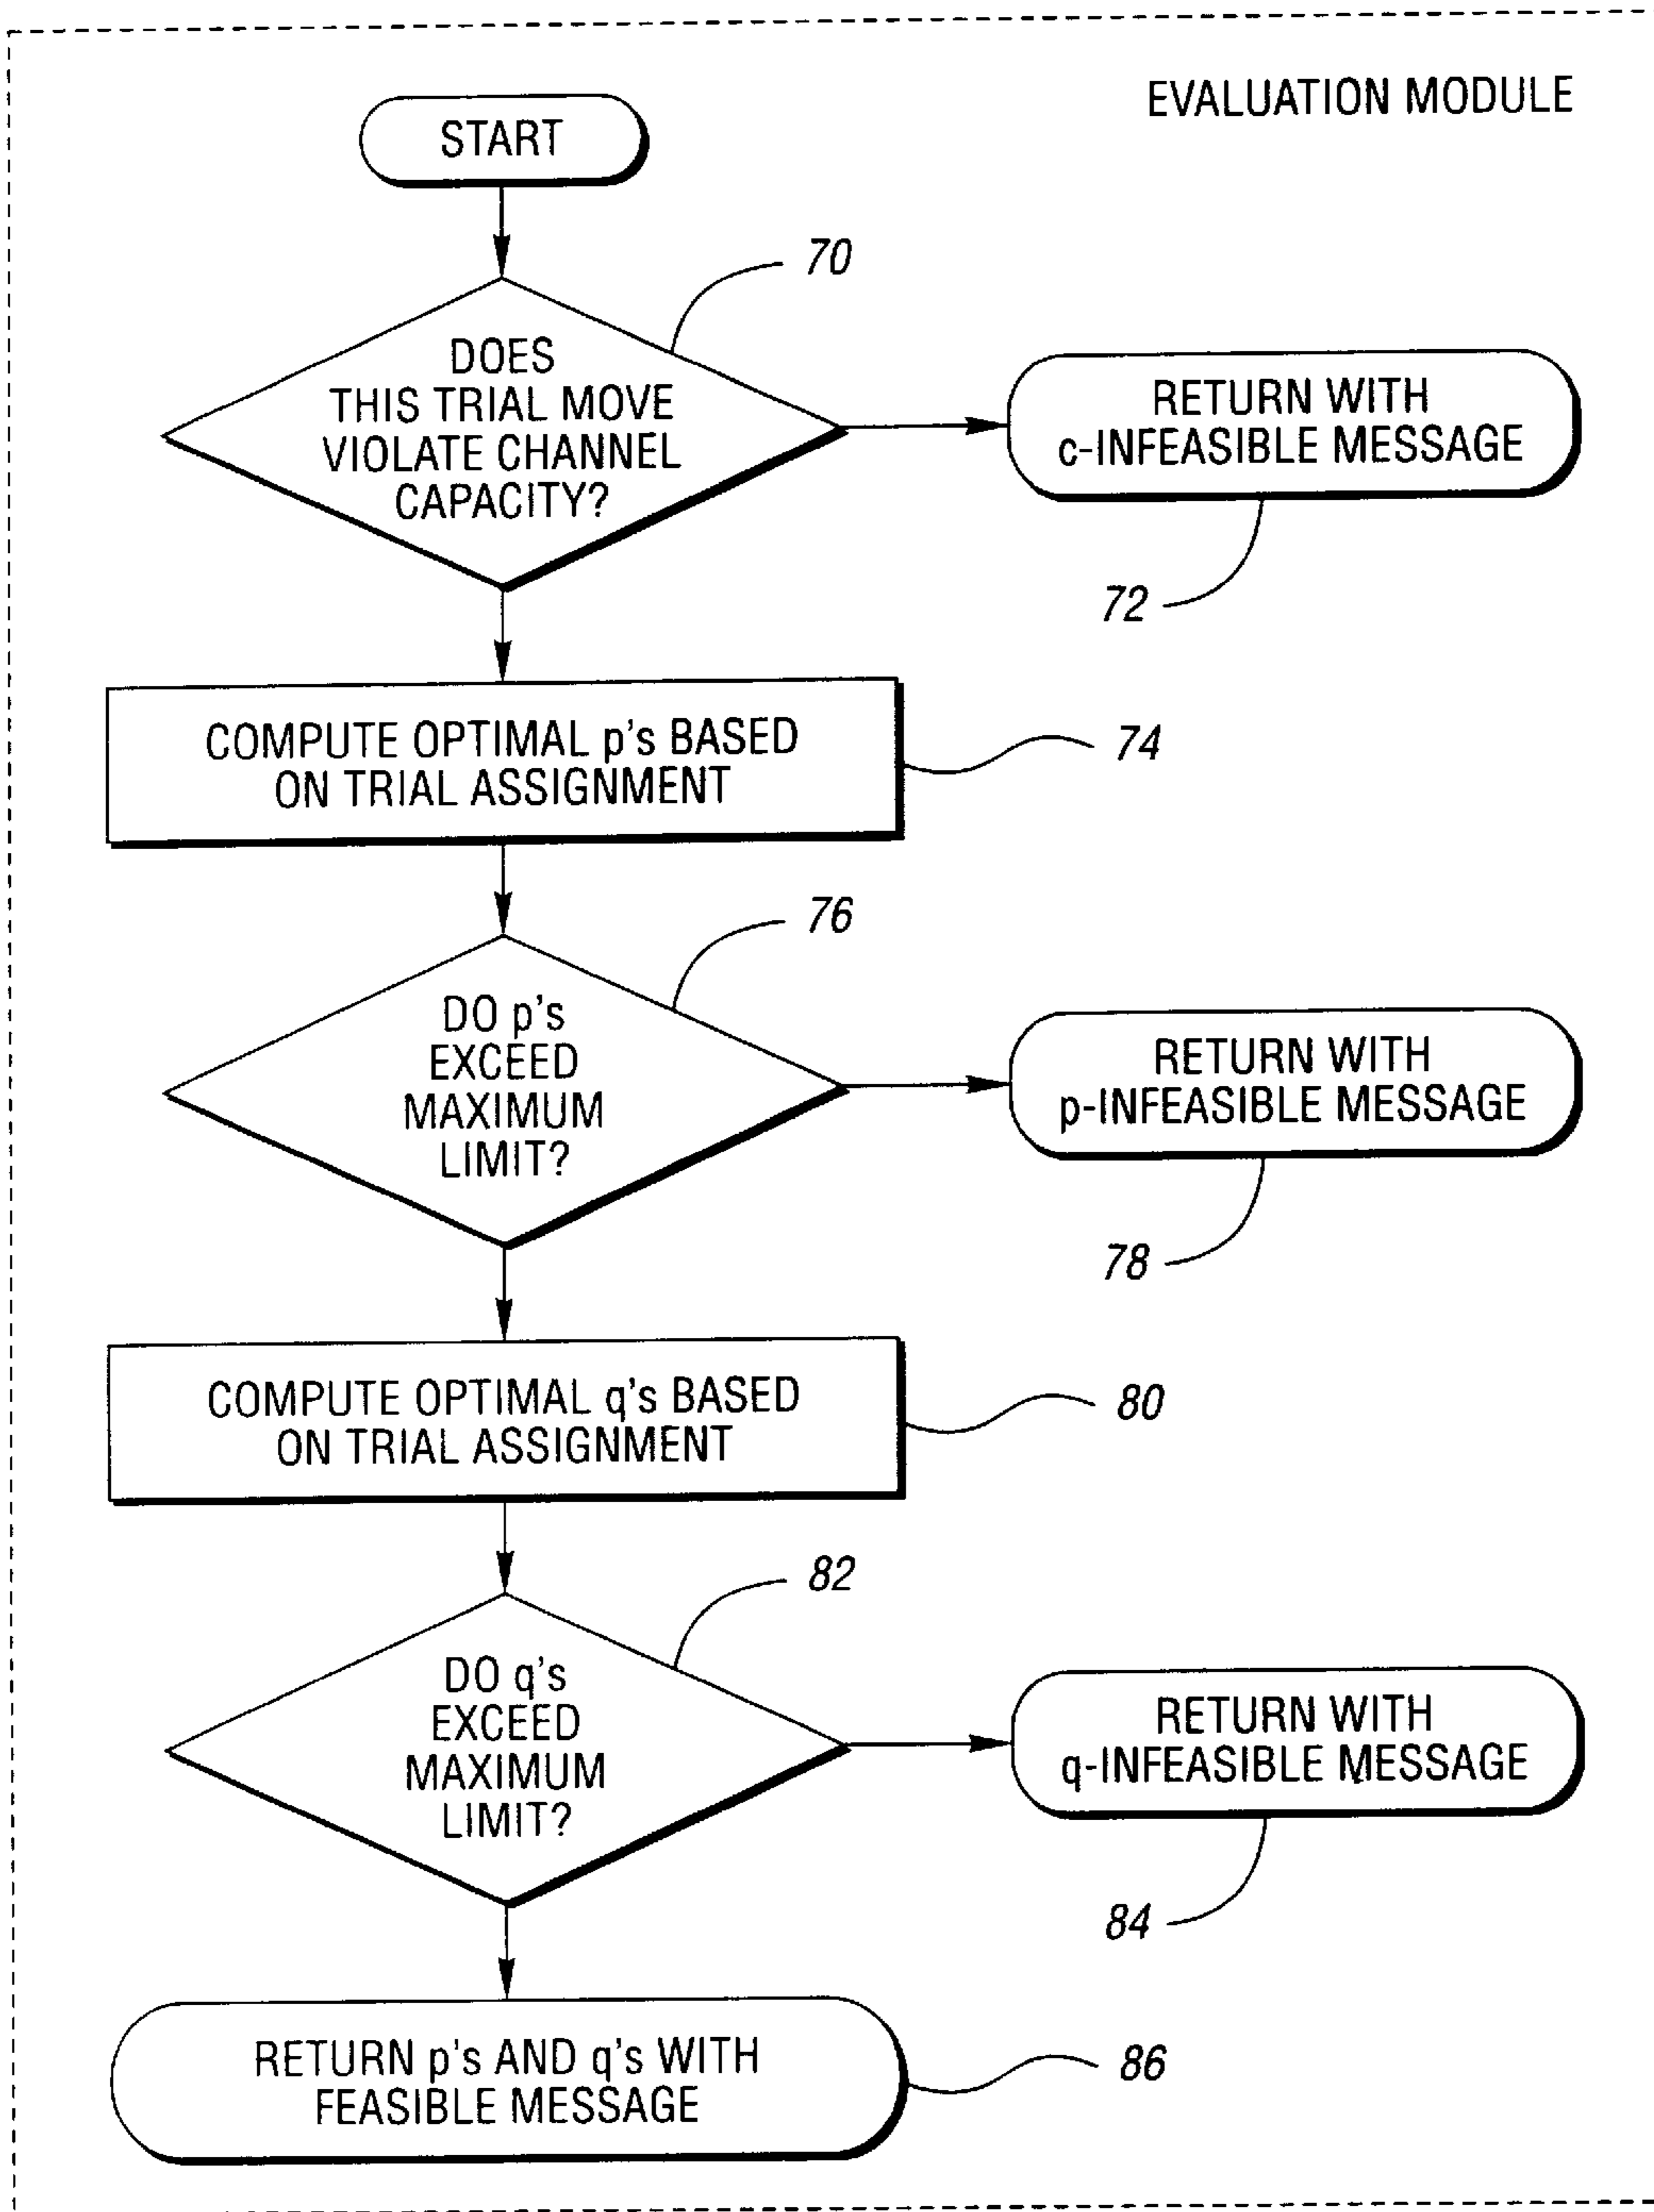 EVALUATION MODULE
START
70
DOES
THIS TRIAL MOVE
VIOLATE CHANNEL
CAPACITY?
RETURN WITH
c-INFEASIBLE MESSAGE
72
COMPUTE OPTIMAL p's BASED
ON TRIAL ASSIGNMENT
74
76
DO p's
EXCEED
MAXIMUM
LIMIT?
RETURN WITH
p-INFEASIBLE MESSAGE
78
COMPUTE OPTIMAL q's BASED
ON TRIAL ASSIGNMENT
80
82
DO q's
EXCEED
MAXIMUM
LIMIT?
RETURN WITH
q-INFEASIBLE MESSAGE
84
RETURN p's AND q's WITH
FEASIBLE MESSAGE
86